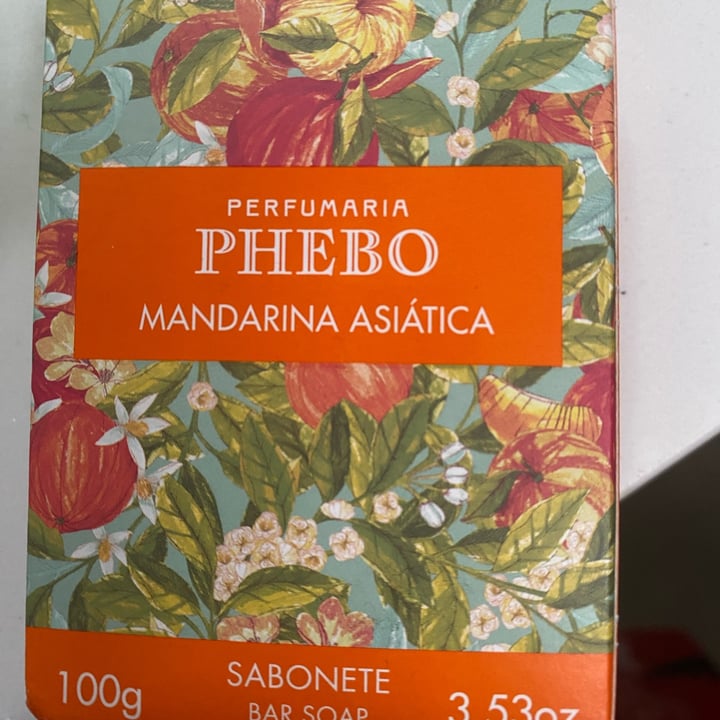 PERFUMARIA
PHEBO
MANDARINA ASIÁTICA
100g
SABONETE
BAR SOAP
3.53oz